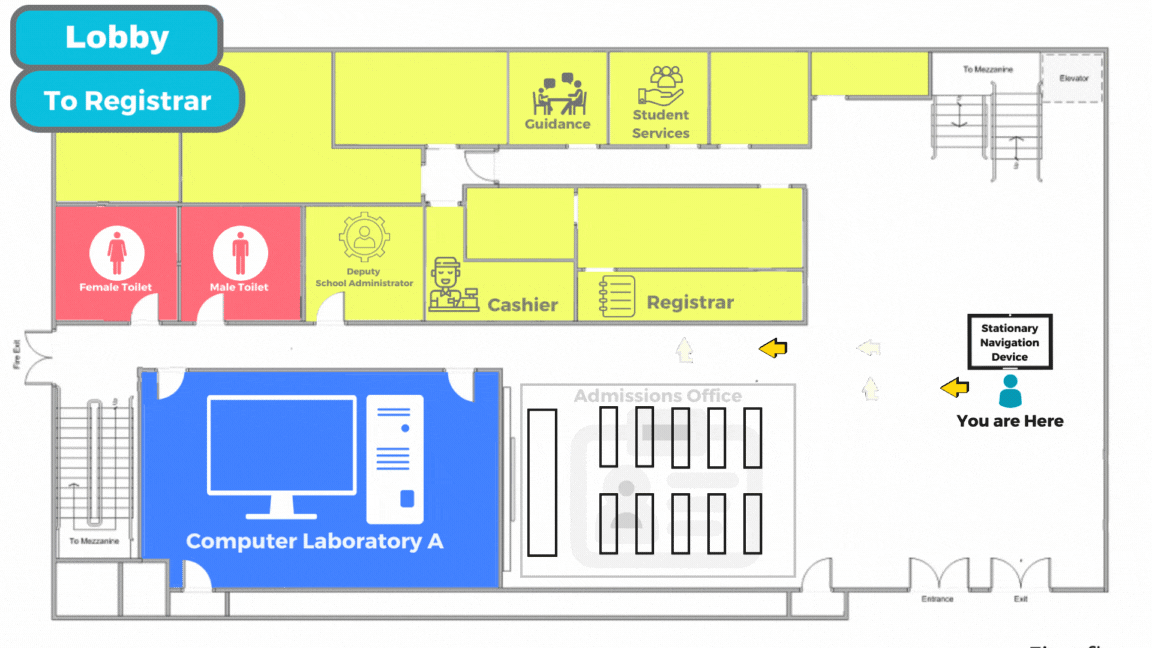 Lobby
To Registrar
To Mezzanine
Elevator
Guidance
Student
Services
Female Toilet
Male Toilet
Deputy
School Administrator
Cashier
Registrar
Fire Exit
Stationary
Navigation
Device
You are Here
Admissions Office
Computer Laboratory A
To Mezzanine
Entrance
Exit